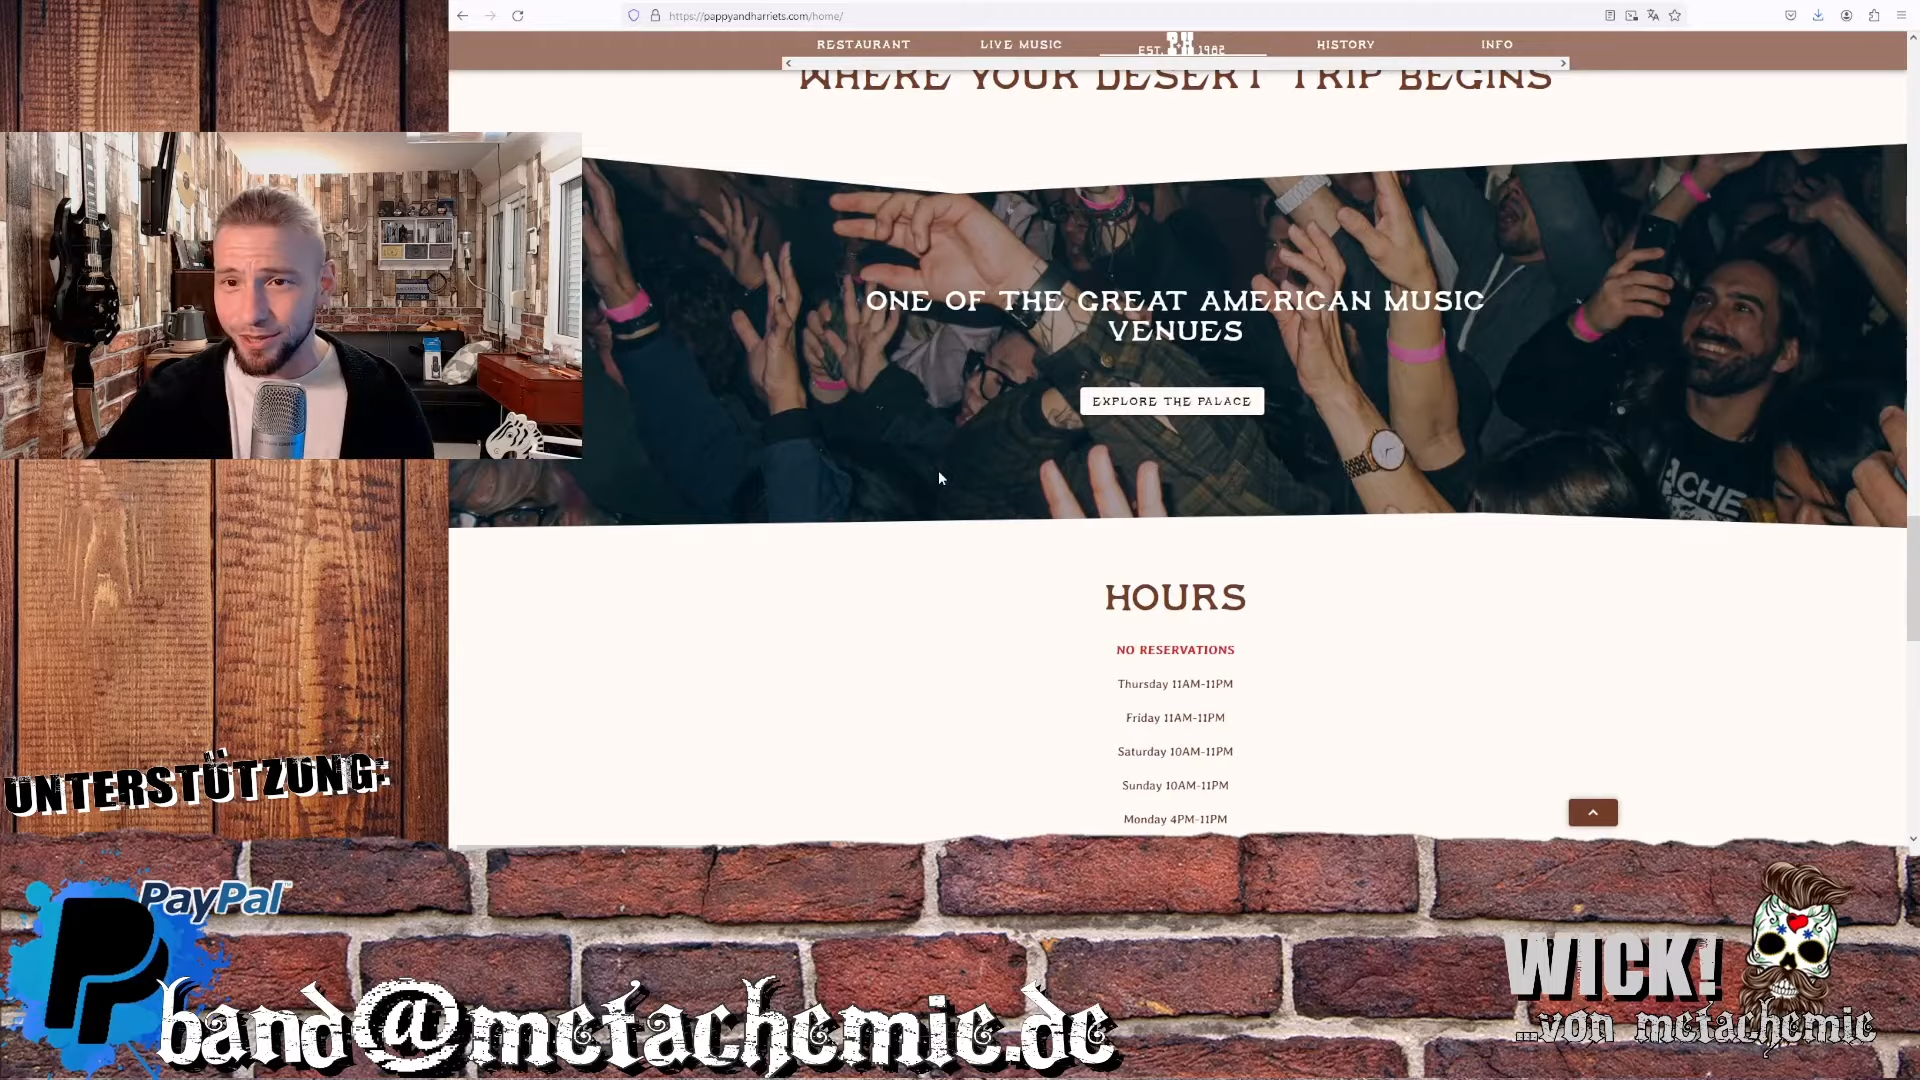 https://pappyandharriets.com/home/
RESTAURANT
LIVE MUSIC
P+H
EST. 1982
HISTORY
INFO
WHERE YOUR DESERT TRIP BEGINS
ONE OF THE GREAT AMERICAN MUSIC
VENUES
EXPLORE THE PALACE
HOURS
NO RESERVATIONS
Thursday 11AM-11PM
Friday 11AM-11PM
Saturday 10AM-11PM
Sunday 10AM-11PM
Monday 4PM-11PM
UNTERSTÜTZUNG:
PayPal
band@metachemie.de
WICK!
...von metachemie